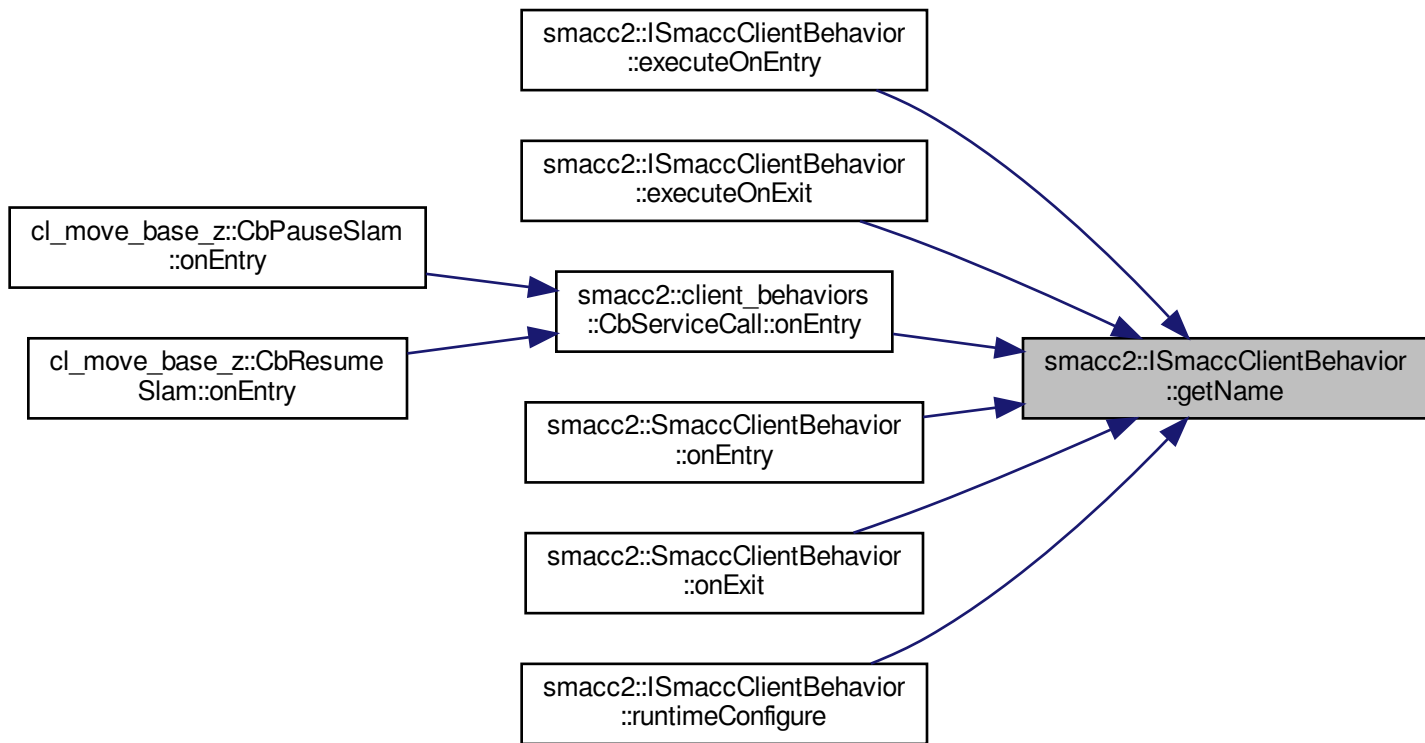 smacc2::ISmaccClientBehavior
::executeOnEntry
smacc2::ISmaccClientBehavior
::executeOnExit
cl_move_base_z::CbPauseSlam
::onEntry
smacc2::client_behaviors
::CbServiceCall::onEntry
cl_move_base_z::CbResume
Slam::onEntry
smacc2::ISmaccClientBehavior
::getName
smacc2::SmaccClientBehavior
::onEntry
smacc2::SmaccClientBehavior
::onExit
smacc2::ISmaccClientBehavior
::runtimeConfigure